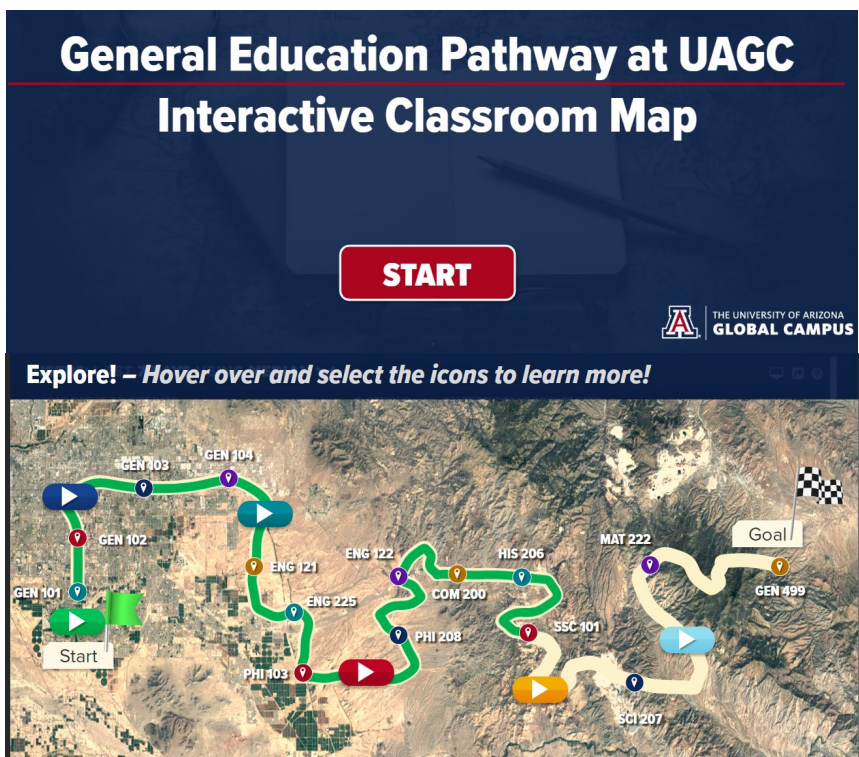 General Education Pathway at UAGC
Interactive Classroom Map
START
THE UNIVERSITY OF ARIZONA
GLOBAL CAMPUS
Explore! – Hover over and select the icons to learn more!
GEN 104
GEN 103
GEN 102
GEN 101
Start
ENG 121
ENG 225
PHI 103
PHI 208
ENG 122
COM 200
HIS 206
SSC 101
SCI 207
MAT 222
Goal
GEN 499